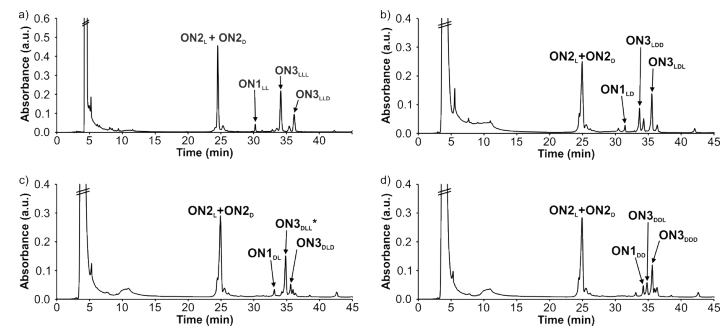 a)
Absorbance (a.u.)
0.6
0.5
0.4
0.3
0.2
0.1
0.0
0 5 10 15 20 25 30 35 40 45
Time (min)
ON2L + ON2D
ON1LL
ON3LLL
ON3LLD
b)
Absorbance (a.u.)
0.4
0.3
0.2
0.1
0.0
0 5 10 15 20 25 30 35 40 45
Time (min)
ON2L+ON2D
ON1LD
ON3LDD
ON3LDL
c)
Absorbance (a.u.)
0.4
0.3
0.2
0.1
0.0
0 5 10 15 20 25 30 35 40 45
Time (min)
ON2L+ON2D
ON1DL
ON3DLL*
ON3DLD
d)
Absorbance (a.u.)
0.4
0.3
0.2
0.1
0.0
0 5 10 15 20 25 30 35 40 45
Time (min)
ON2L+ON2D
ON1DD
ON3DDL
ON3DDD